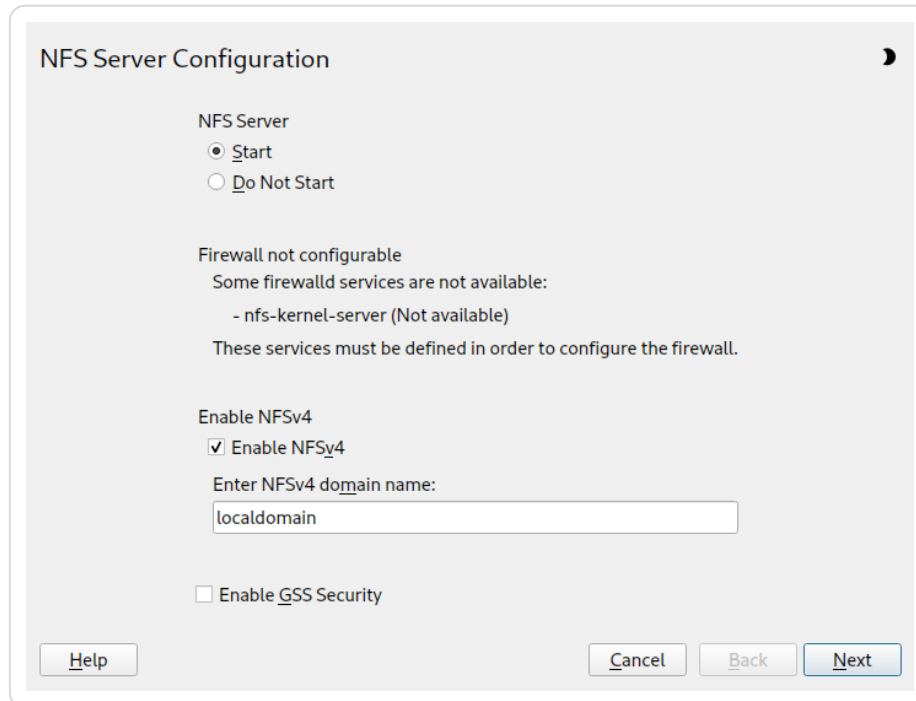 NFS Server Configuration
NFS Server
Start
Do Not Start
Firewall not configurable
Some firewalld services are not available:
- nfs-kernel-server (Not available)
These services must be defined in order to configure the firewall.
Enable NFSv4
Enable NFSv4
Enter NFSv4 domain name:
localdomain
Enable GSS Security
Help Cancel Back Next